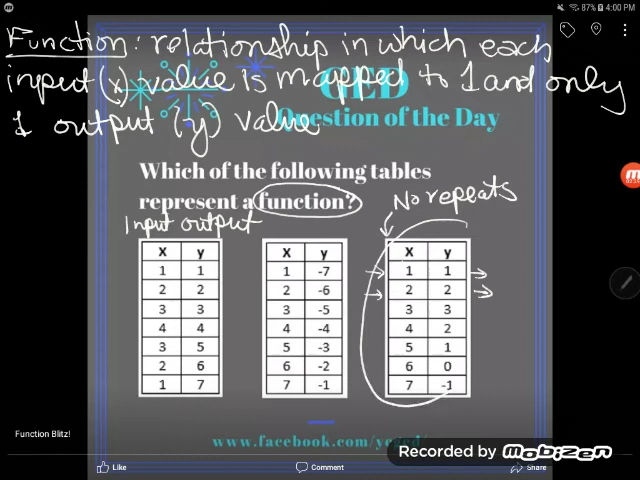 87% 4:00 PM
Function: relationship in which each
input (x) value is mapped to 1 and only
1 output (y) value
GED
Question of the Day
Which of the following tables
represent a function?
No repeats
Input output
x y x y x y
1 1 1 -7 1 1
2 2 2 -6 2 2
3 3 3 -5 3 3
4 4 4 -4 4 2
3 5 5 -3 5 1
2 6 6 -2 6 0
1 7 7 -1 7 -1
Function Blitz!
www.facebook.com/ycged/
Recorded by mobizen
Like Comment Share